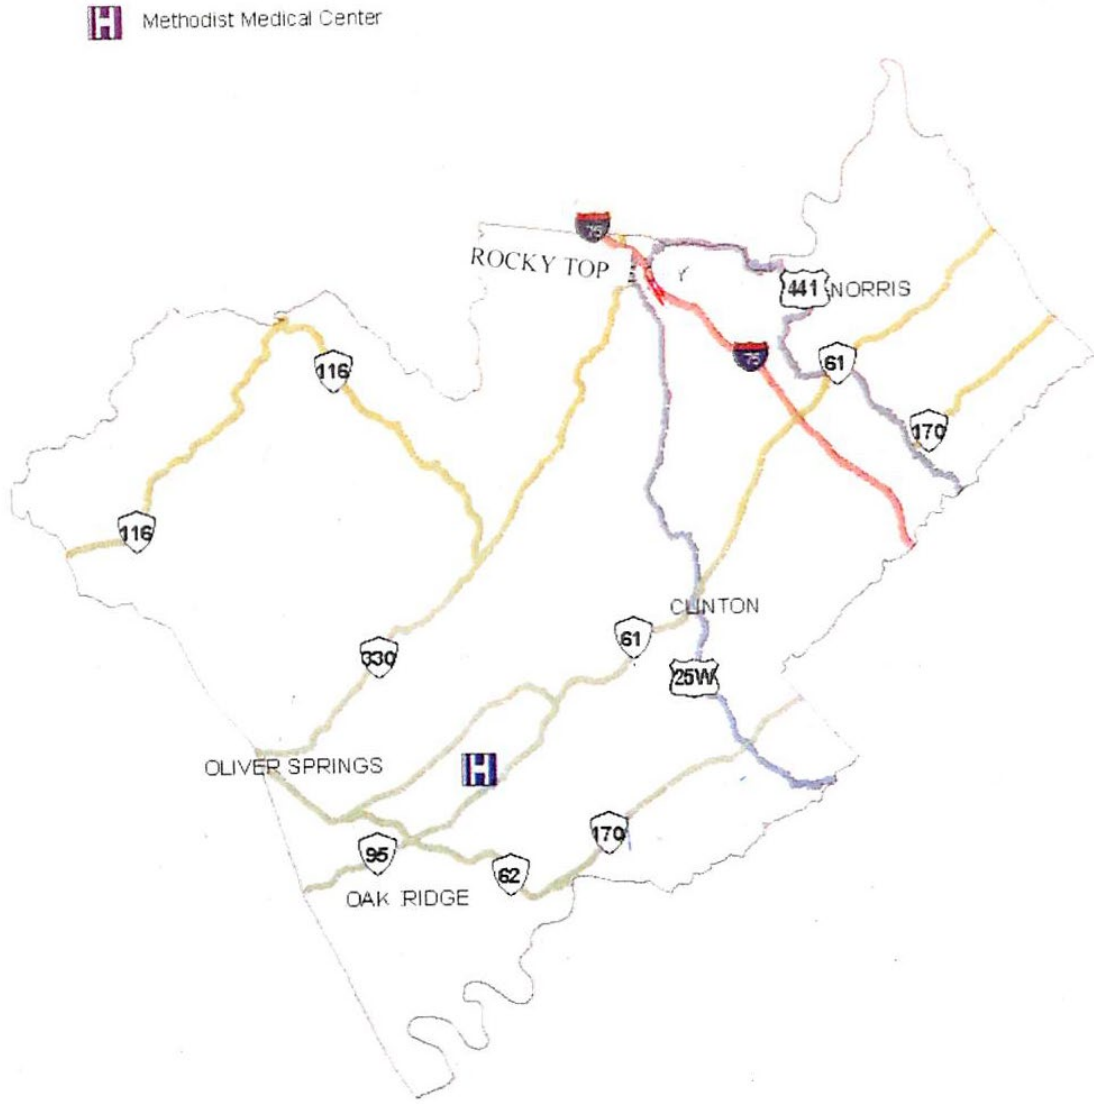 H Methodist Medical Center
75
ROCKY TOP
Y
441 NORRIS
116
75
61
170
116
CLINTON
61
330
25W
OLIVER SPRINGS
H
170
95
62
OAK RIDGE